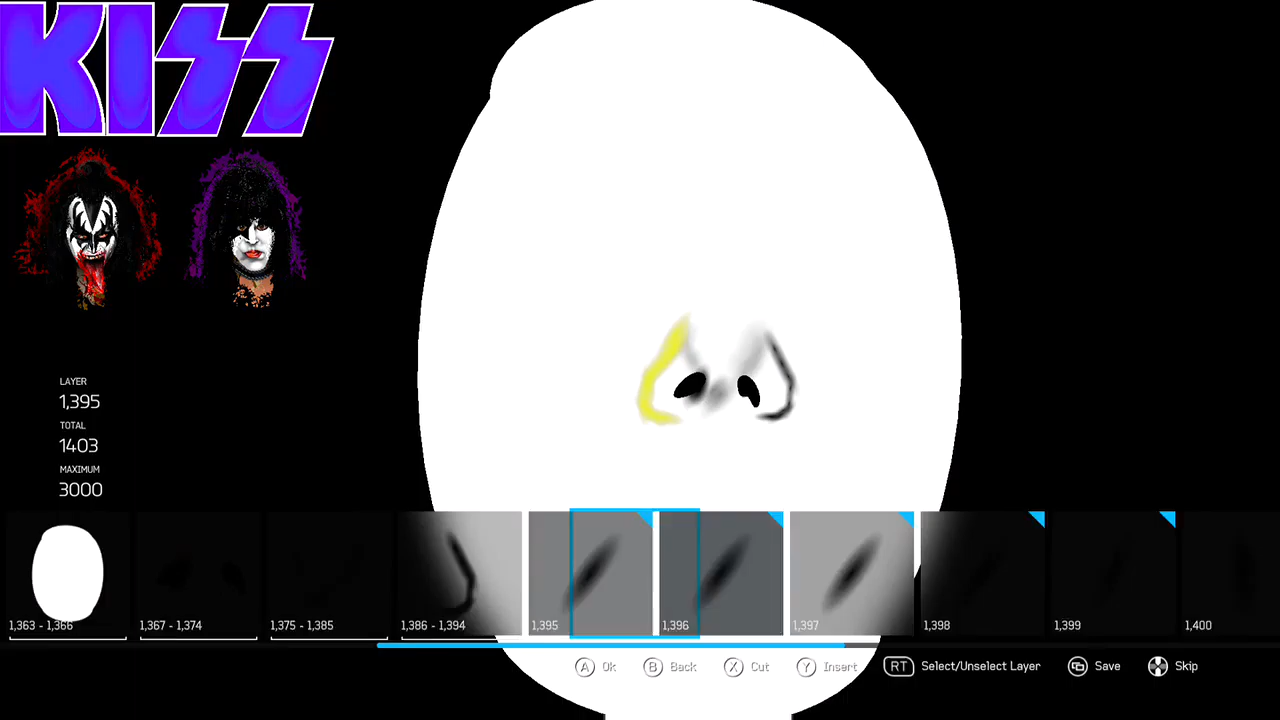 KISS
LAYER
1,395
TOTAL
1403
MAXIMUM
3000
1,363 - 1,366
1,367 - 1,374
1,375 - 1,385
1,386 - 1,394
1,395
1,396
1,397
1,398
1,399
1,400
A Ok
B Back
X Cut
Y Insert
RT Select/Unselect Layer
Save
Skip